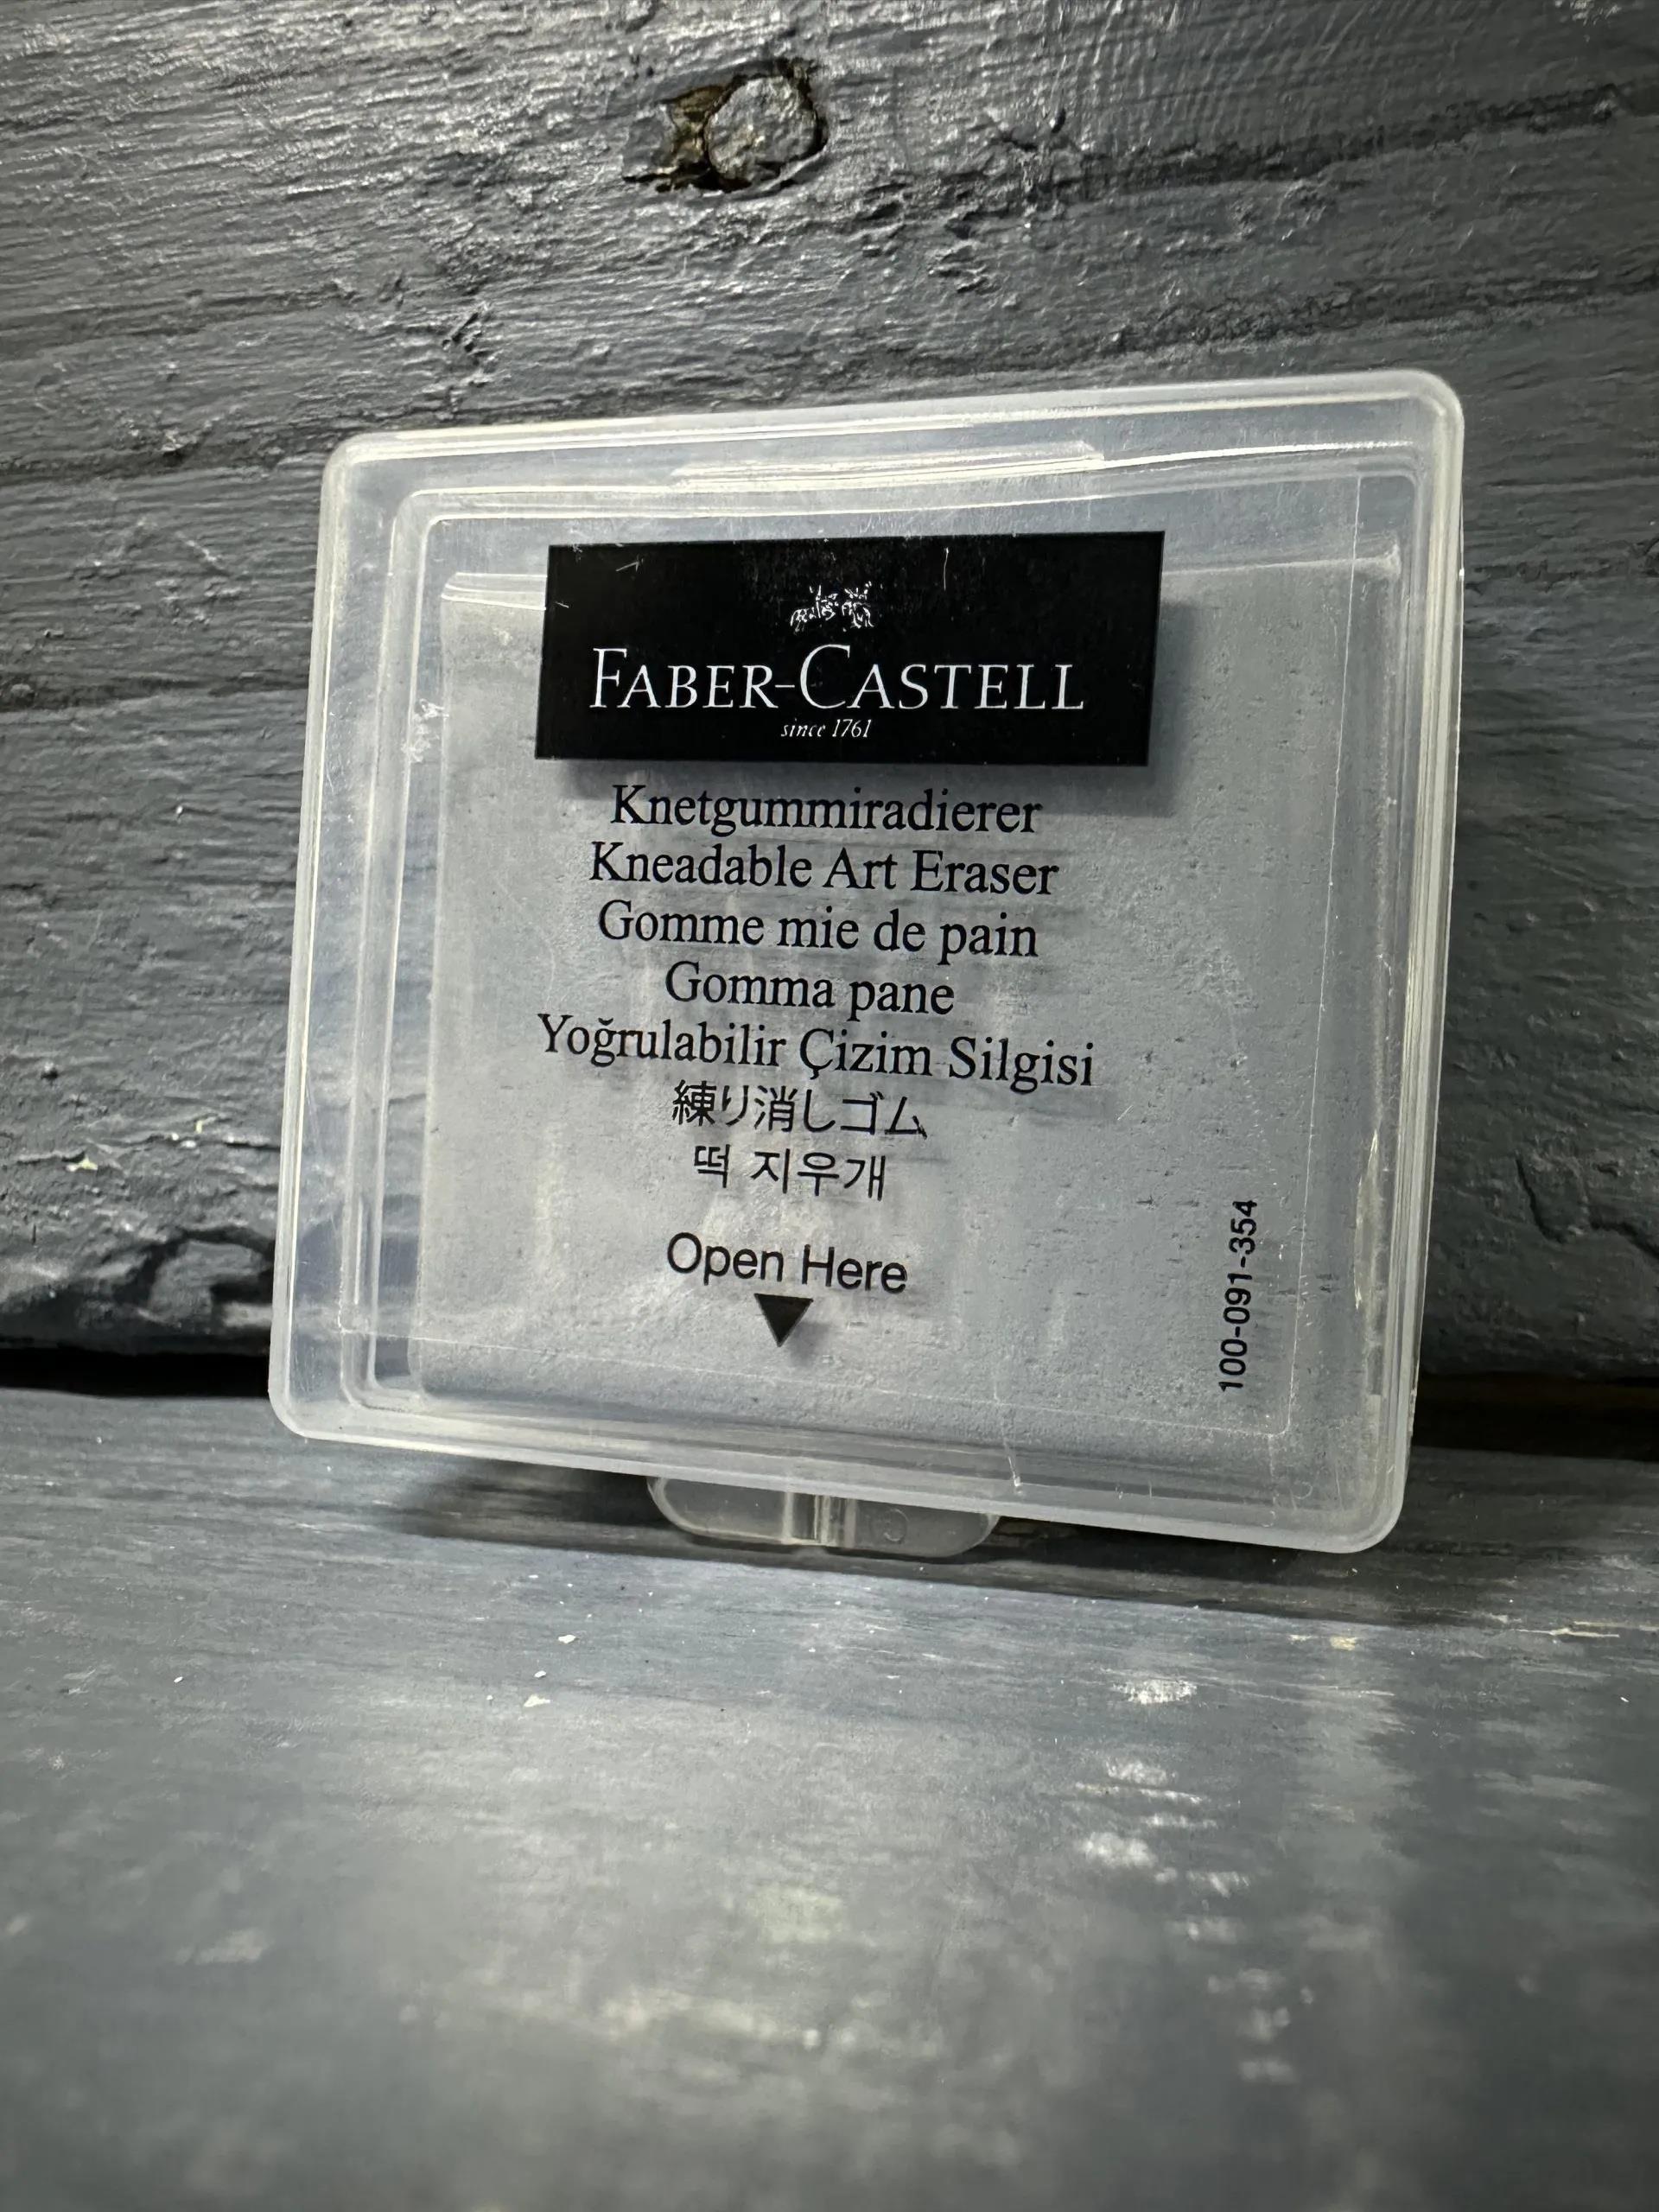 FABER-CASTELL
since 1761
Knetgummiradierer
Kneadable Art Eraser
Gomme mie de pain
Gomma pane
Yoğrulabilir Çizim Silgisi
練り消しゴム
떡 지우개
Open Here
100-091-354